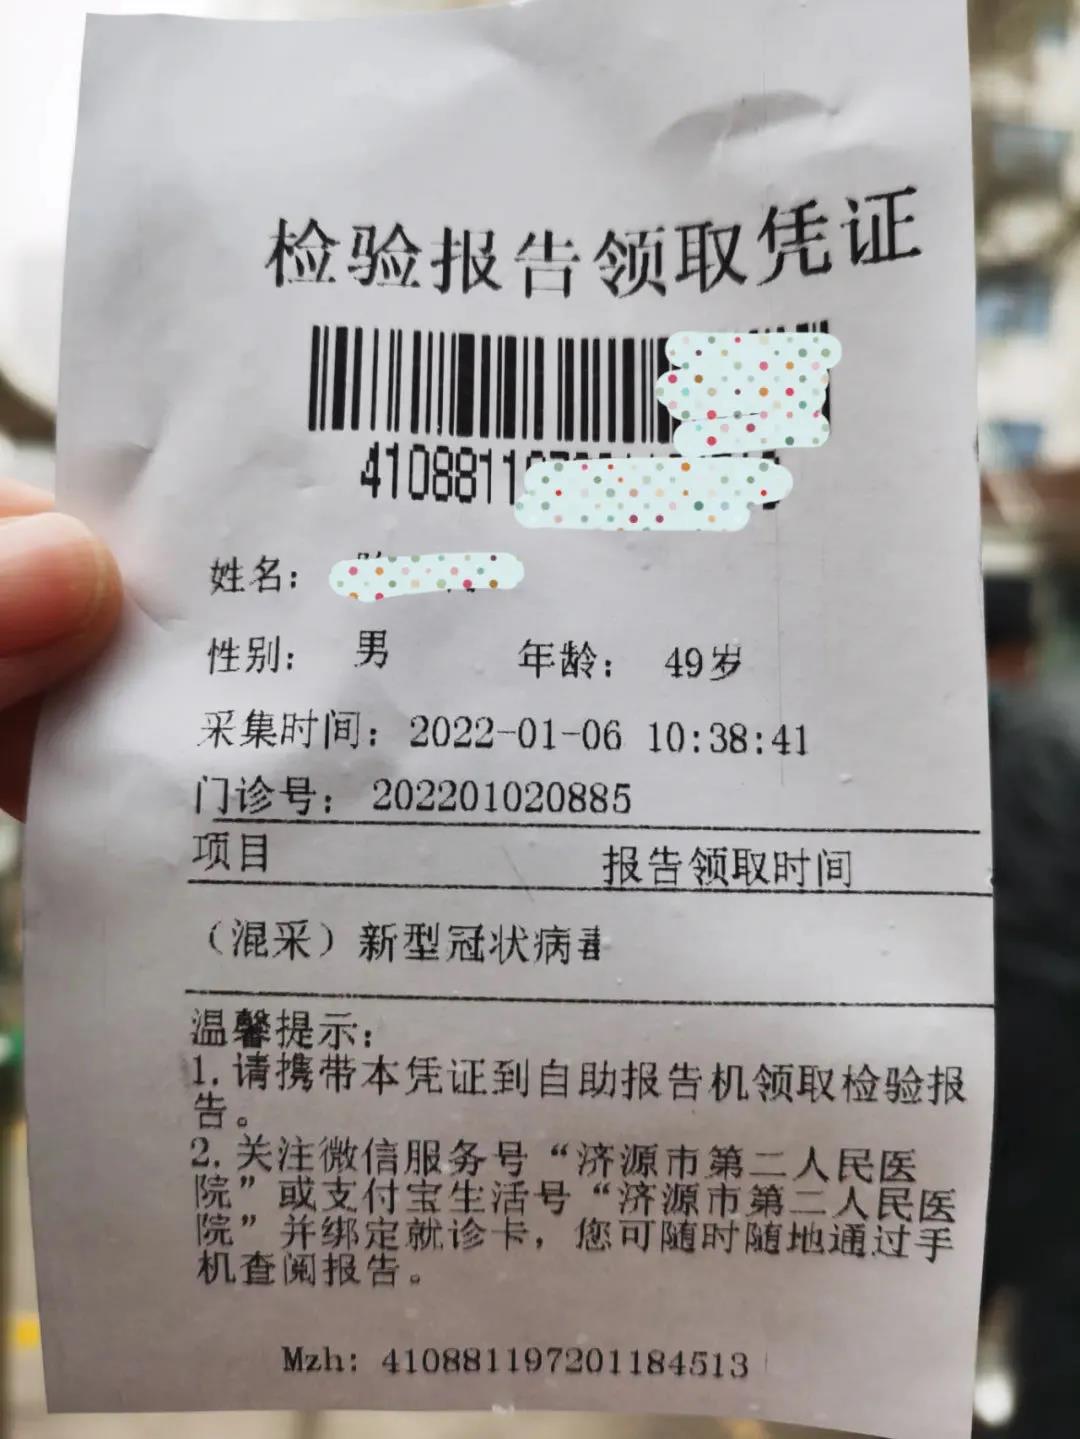 检验报告领取凭证
4108811
姓名：
性别： 男 年龄： 49岁
采集时间： 2022-01-06 10:38:41
门诊号： 202201020885
项目 报告领取时间
（混采）新型冠状病毒
温馨提示：
1.请携带本凭证到自助报告机领取检验报
告。
2.关注微信服务号“济源市第二人民医
院”或支付宝生活号“济源市第二人民医
院”并绑定就诊卡，您可随时随地通过手
机查阅报告。
Mzh: 410881197201184513